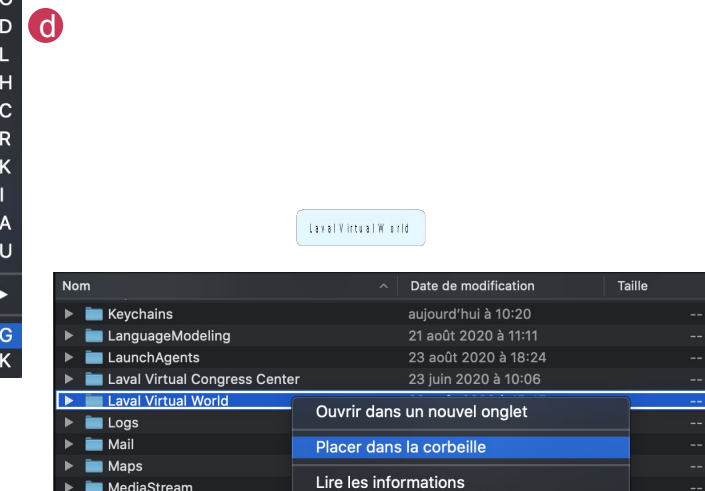 D
L
H
C
R
K
I
A
U
G
K
d
Laval Virtual World
Nom Date de modification Taille
Keychains aujourd'hui à 10:20 --
LanguageModeling 21 août 2020 à 11:11 --
LaunchAgents 23 août 2020 à 18:24 --
Laval Virtual Congress Center 23 juin 2020 à 10:06 --
Laval Virtual World --
Ouvrir dans un nouvel onglet
Logs --
Mail --
Placer dans la corbeille
Maps --
MediaStream --
Lire les informations